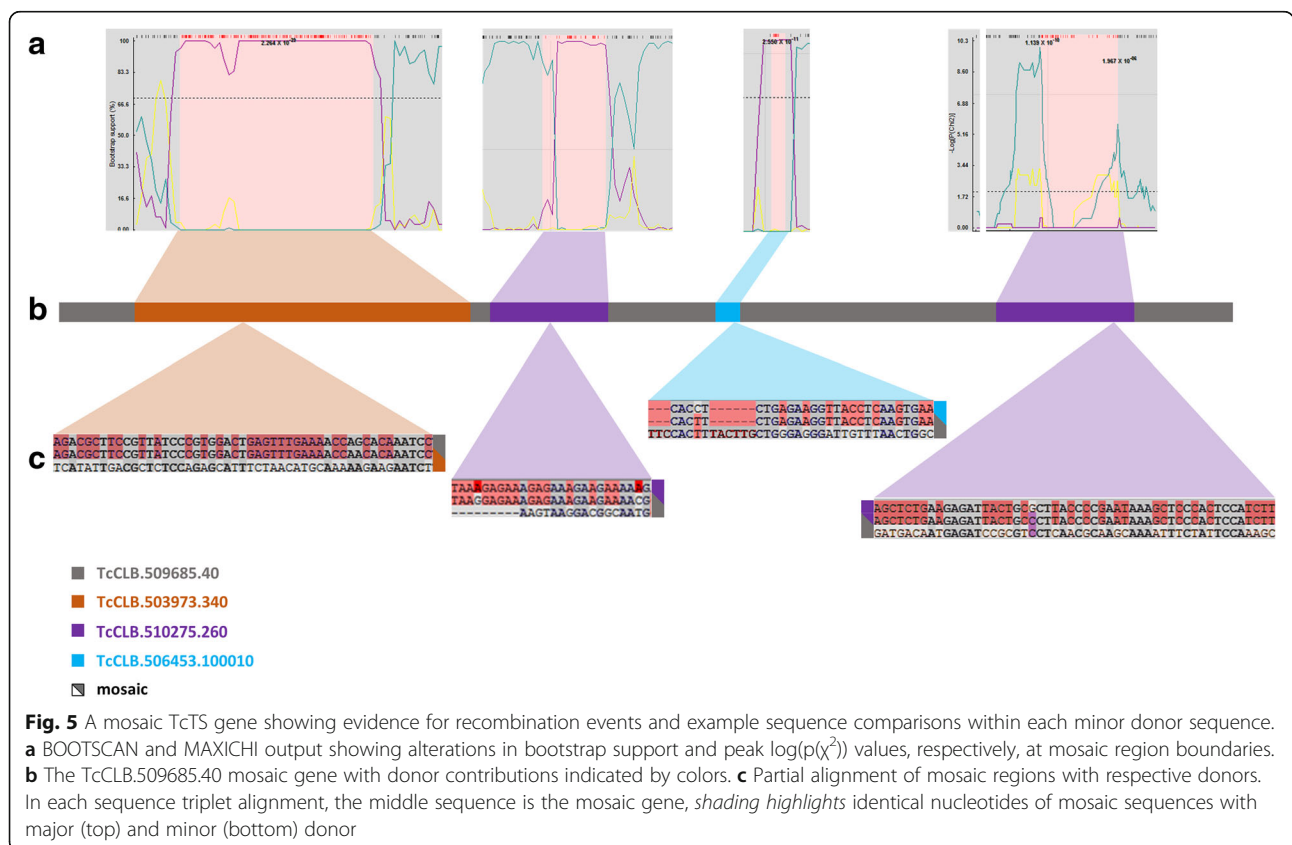 a
2.264 X 10
2.550 X 10-11
1.139 X 10
1.967 X 10-06
100
83.3
66.6
50.0
33.3
16.6
0.00
Bootstrap support (%)
10.3
8.60
6.88
5.16
3.44
1.72
0.00
-Log[P(Chi2)]
b
c
AGACGCTTCCGTTATCCCGTGGACTGAGTTTGAAAACCAGCACAAATCC
AGACGCTTCCGTTATCCCGTGGACTGAGTTTGAAAACCAACACAAATCC
TCATATTGACGCTCTCCAGAGCATTTCTAACATGCAAAAAGAAGAATCT
TAAAGAGAAAGAGAAAGAAGAAAAAG
TAAGGAGAAAGAGAAAGAAGAAAACG
---------AAGTAAGGACGGCAATG
---CACCT------CTGAGAAGGTTACCTCAAGTGAA
---CACTT------CTGAGAAGGTTACCTCAAGTGAA
TTCCACTTTACTTGCTGGGAGGGATTGTTTAACTGGC
AGCTCTGAAGAGATTACTGCGCTTACCCCGAATAAAGCTCCCACTCCATCTT
AGCTCTGAAGAGATTACTGCCCTTACCCCGAATAAAGCTCCCACTCCATCTT
GATGACAATGAGATCCGCGTCCTCAACGCAAGCAAAATTTCTATTCCAAAGC
TcCLB.509685.40
TcCLB.503973.340
TcCLB.510275.260
TcCLB.506453.100010
mosaic
Fig. 5 A mosaic TcTS gene showing evidence for recombination events and example sequence comparisons within each minor donor sequence.
a BOOTSCAN and MAXICHI output showing alterations in bootstrap support and peak log(p(χ2)) values, respectively, at mosaic region boundaries.
b The TcCLB.509685.40 mosaic gene with donor contributions indicated by colors. c Partial alignment of mosaic regions with respective donors.
In each sequence triplet alignment, the middle sequence is the mosaic gene, shading highlights identical nucleotides of mosaic sequences with
major (top) and minor (bottom) donor